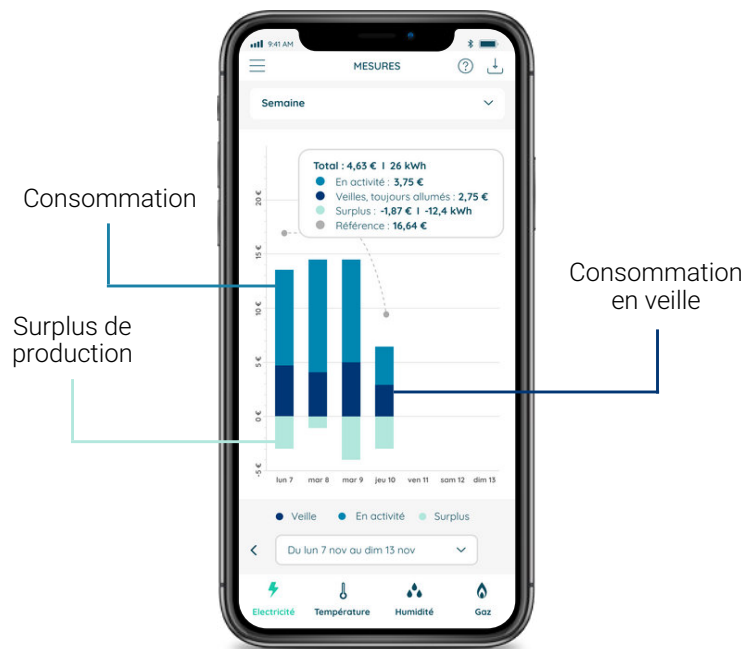 9:41 AM
MESURES
?
Semaine
Total : 4,63 € I 26 kWh
En activité : 3,75 €
Veilles, toujours allumés : 2,75 €
Surplus : -1,87 € I -12,4 kWh
Référence : 16,64 €
20 €
15 €
10 €
5 €
0 €
-5 €
lun 7 mar 8 mar 9 jeu 10 ven 11 sam 12 dim 13
Veille En activité Surplus
Du lun 7 nov au dim 13 nov
Electricité Température Humidité Gaz
Consommation
Surplus de
production
Consommation
en veille